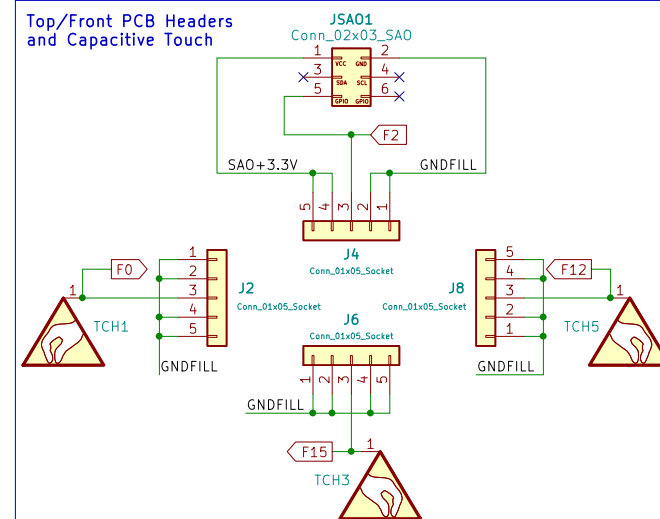 Top/Front PCB Headers
and Capacitive Touch
JSAO1
Conn_02x03_SAO
1 VCC GND 2
3 SDA SCL 4
5 GPIO GPIO 6
F2
SAO+3.3V
GNDFILL
5 4 3 2 1
J4
Conn_01x05_Socket
F0
1
TCH1
1
2
3
4
5
J2
Conn_01x05_Socket
GNDFILL
J8
Conn_01x05_Socket
5
4
3
2
1
F12
1
TCH5
GNDFILL
J6
Conn_01x05_Socket
1 2 3 4 5
GNDFILL
F15
1
TCH3